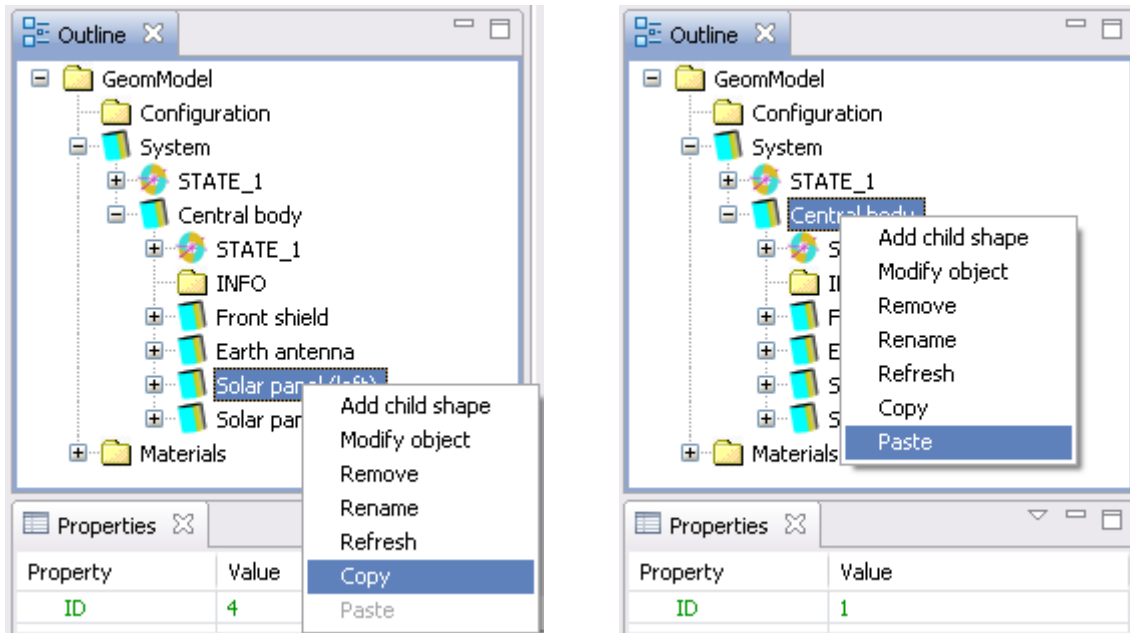 Outline
GeomModel
Configuration
System
STATE_1
Central body
STATE_1
INFO
Front shield
Earth antenna
Solar panel (left)
Solar pan
Materials
Add child shape
Modify object
Remove
Rename
Refresh
Copy
Paste
Properties
Property Value
ID 4
Outline
GeomModel
Configuration
System
STATE_1
Central body
S
F
E
S
S
Materials
Add child shape
Modify object
Remove
Rename
Refresh
Copy
Paste
Properties
Property Value
ID 1